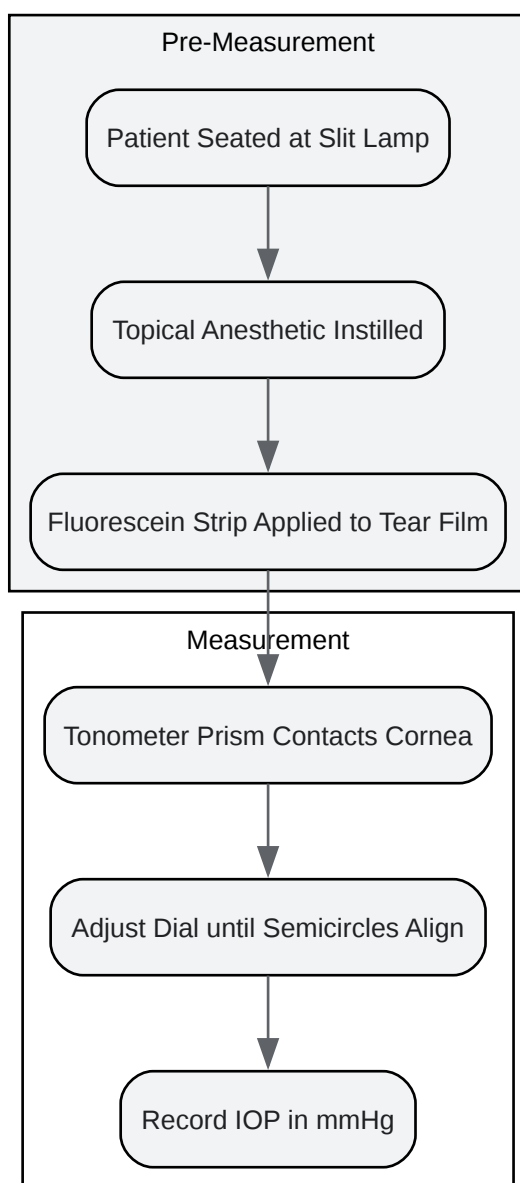 Pre-Measurement
Patient Seated at Slit Lamp
Topical Anesthetic Instilled
Fluorescein Strip Applied to Tear Film
Measurement
Tonometer Prism Contacts Cornea
Adjust Dial until Semicircles Align
Record IOP in mmHg